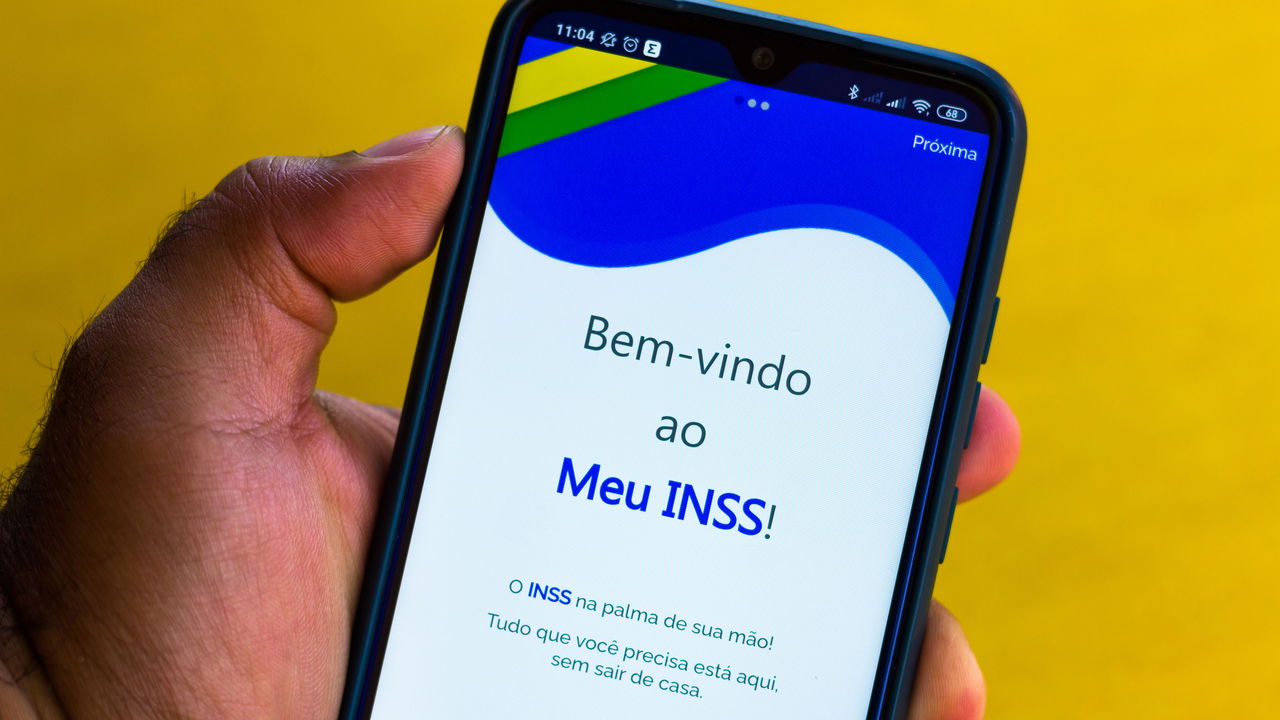 11:04
68
Próxima
Bem-vindo
ao
Meu INSS!
O INSS na palma de sua mão!
Tudo que você precisa está aqui,
sem sair de casa.